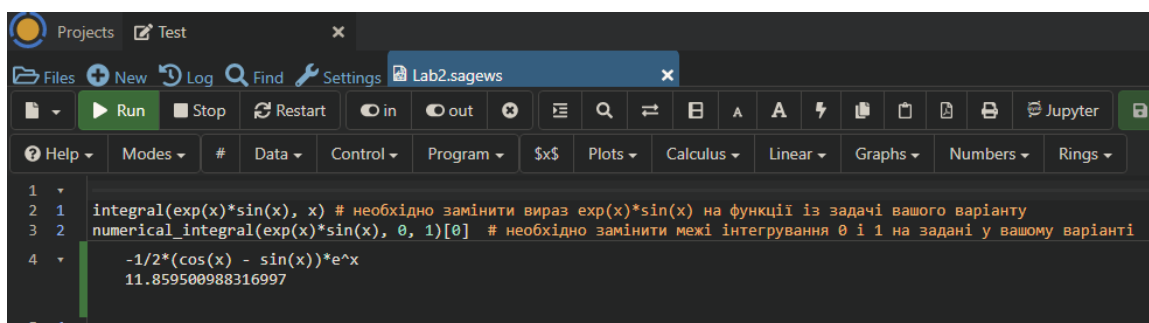 Projects Test ×
Files New Log Find Settings Lab2.sagews ×
Run Stop Restart in out A A Jupyter
Help Modes # Data Control Program $x$ Plots Calculus Linear Graphs Numbers Rings
1
2 1 integral(exp(x)*sin(x), x) # необхідно замінити вираз exp(x)*sin(x) на функції із задачі вашого варіанту
3 2 numerical_integral(exp(x)*sin(x), 0, 1)[0] # необхідно замінити межі інтегрування 0 і 1 на задані у вашому варіанті
4 -1/2*(cos(x) - sin(x))*e^x
11.859500988316997